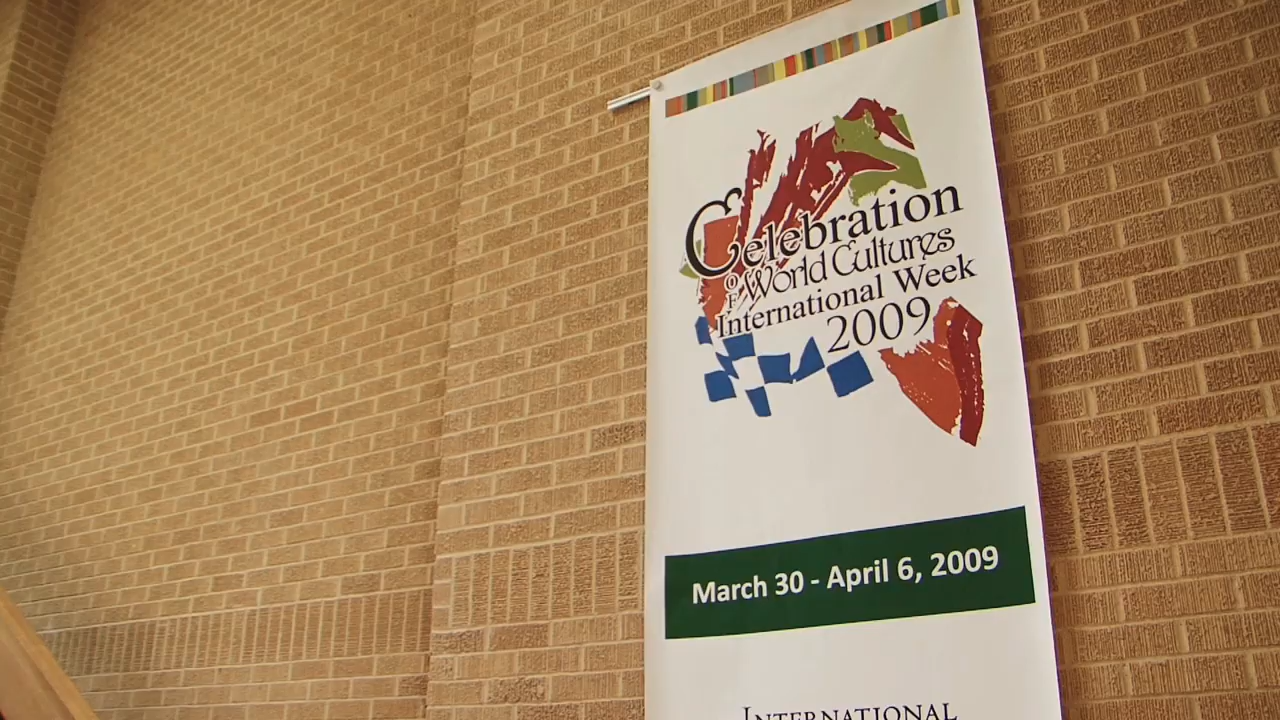 Celebration
OF World Cultures
International Week
2009
March 30 - April 6, 2009
INTERNATIONAL